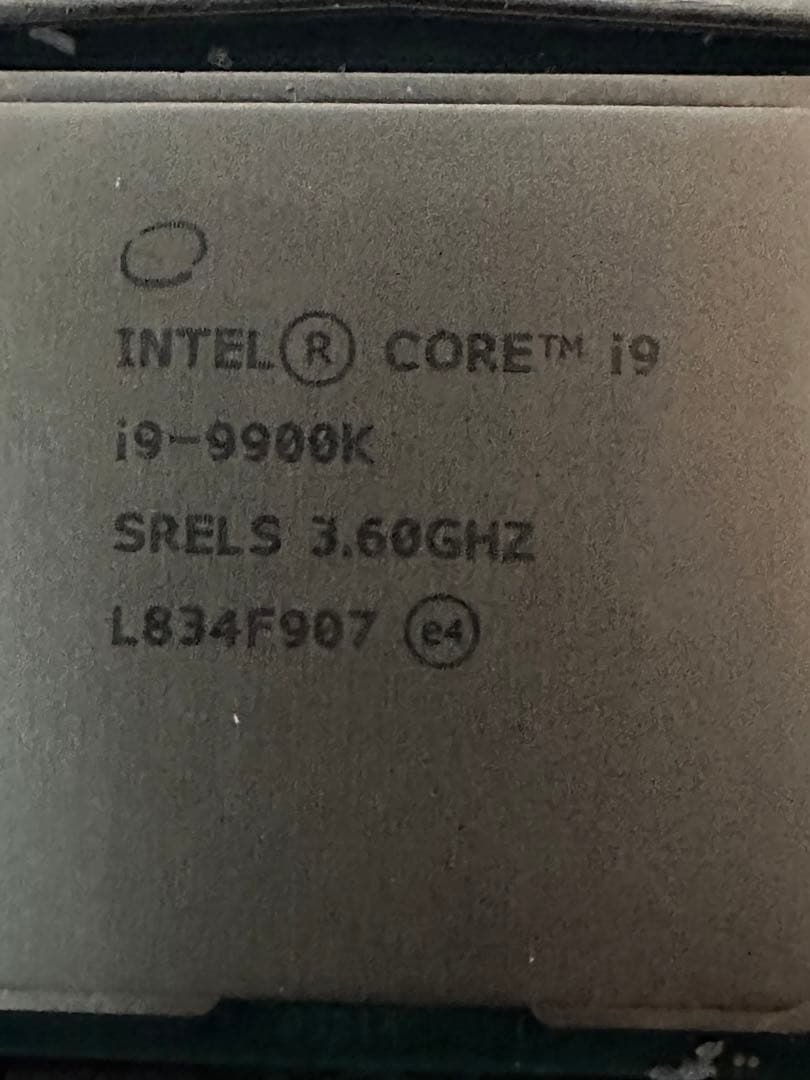 INTEL® CORE™ i9
i9-9900K
SRELS 3.60GHZ
L834F907 e4